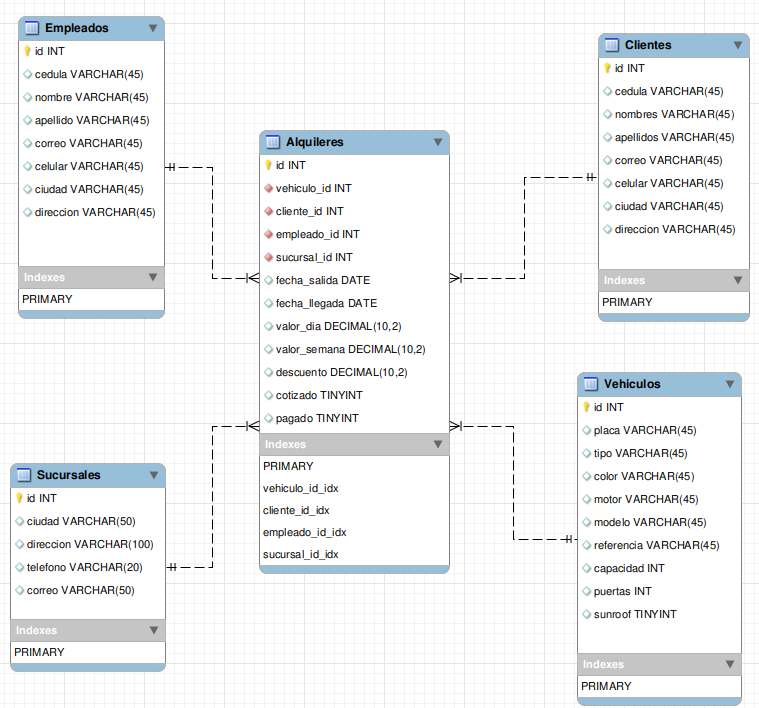 Empleados
id INT
cedula VARCHAR(45)
nombre VARCHAR(45)
apellido VARCHAR(45)
correo VARCHAR(45)
celular VARCHAR(45)
ciudad VARCHAR(45)
direccion VARCHAR(45)
Indexes
PRIMARY
Alquileres
id INT
vehiculo_id INT
cliente_id INT
empleado_id INT
sucursal_id INT
fecha_salida DATE
fecha_llegada DATE
valor_dia DECIMAL(10,2)
valor_semana DECIMAL(10,2)
descuento DECIMAL(10,2)
cotizado TINYINT
pagado TINYINT
Indexes
PRIMARY
vehiculo_id_idx
cliente_id_idx
empleado_id_idx
sucursal_id_idx
Clientes
id INT
cedula VARCHAR(45)
nombres VARCHAR(45)
apellidos VARCHAR(45)
correo VARCHAR(45)
celular VARCHAR(45)
ciudad VARCHAR(45)
direccion VARCHAR(45)
Indexes
PRIMARY
Sucursales
id INT
ciudad VARCHAR(50)
direccion VARCHAR(100)
telefono VARCHAR(20)
correo VARCHAR(50)
Indexes
PRIMARY
Vehiculos
id INT
placa VARCHAR(45)
tipo VARCHAR(45)
color VARCHAR(45)
motor VARCHAR(45)
modelo VARCHAR(45)
referencia VARCHAR(45)
capacidad INT
puertas INT
sunroof TINYINT
Indexes
PRIMARY